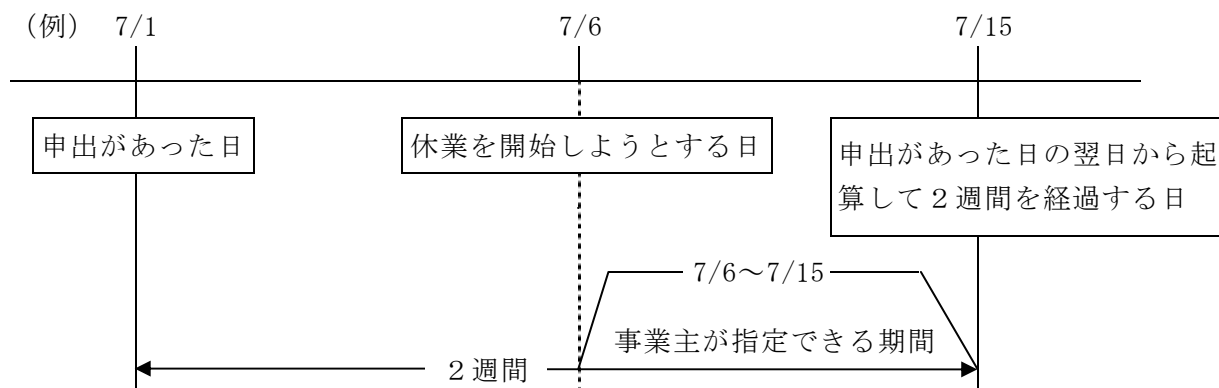 (例) 7/1 7/6 7/15
申出があった日
休業を開始しようとする日
申出があった日の翌日から起
算して2週間を経過する日
7/6~7/15
事業主が指定できる期間
2週間